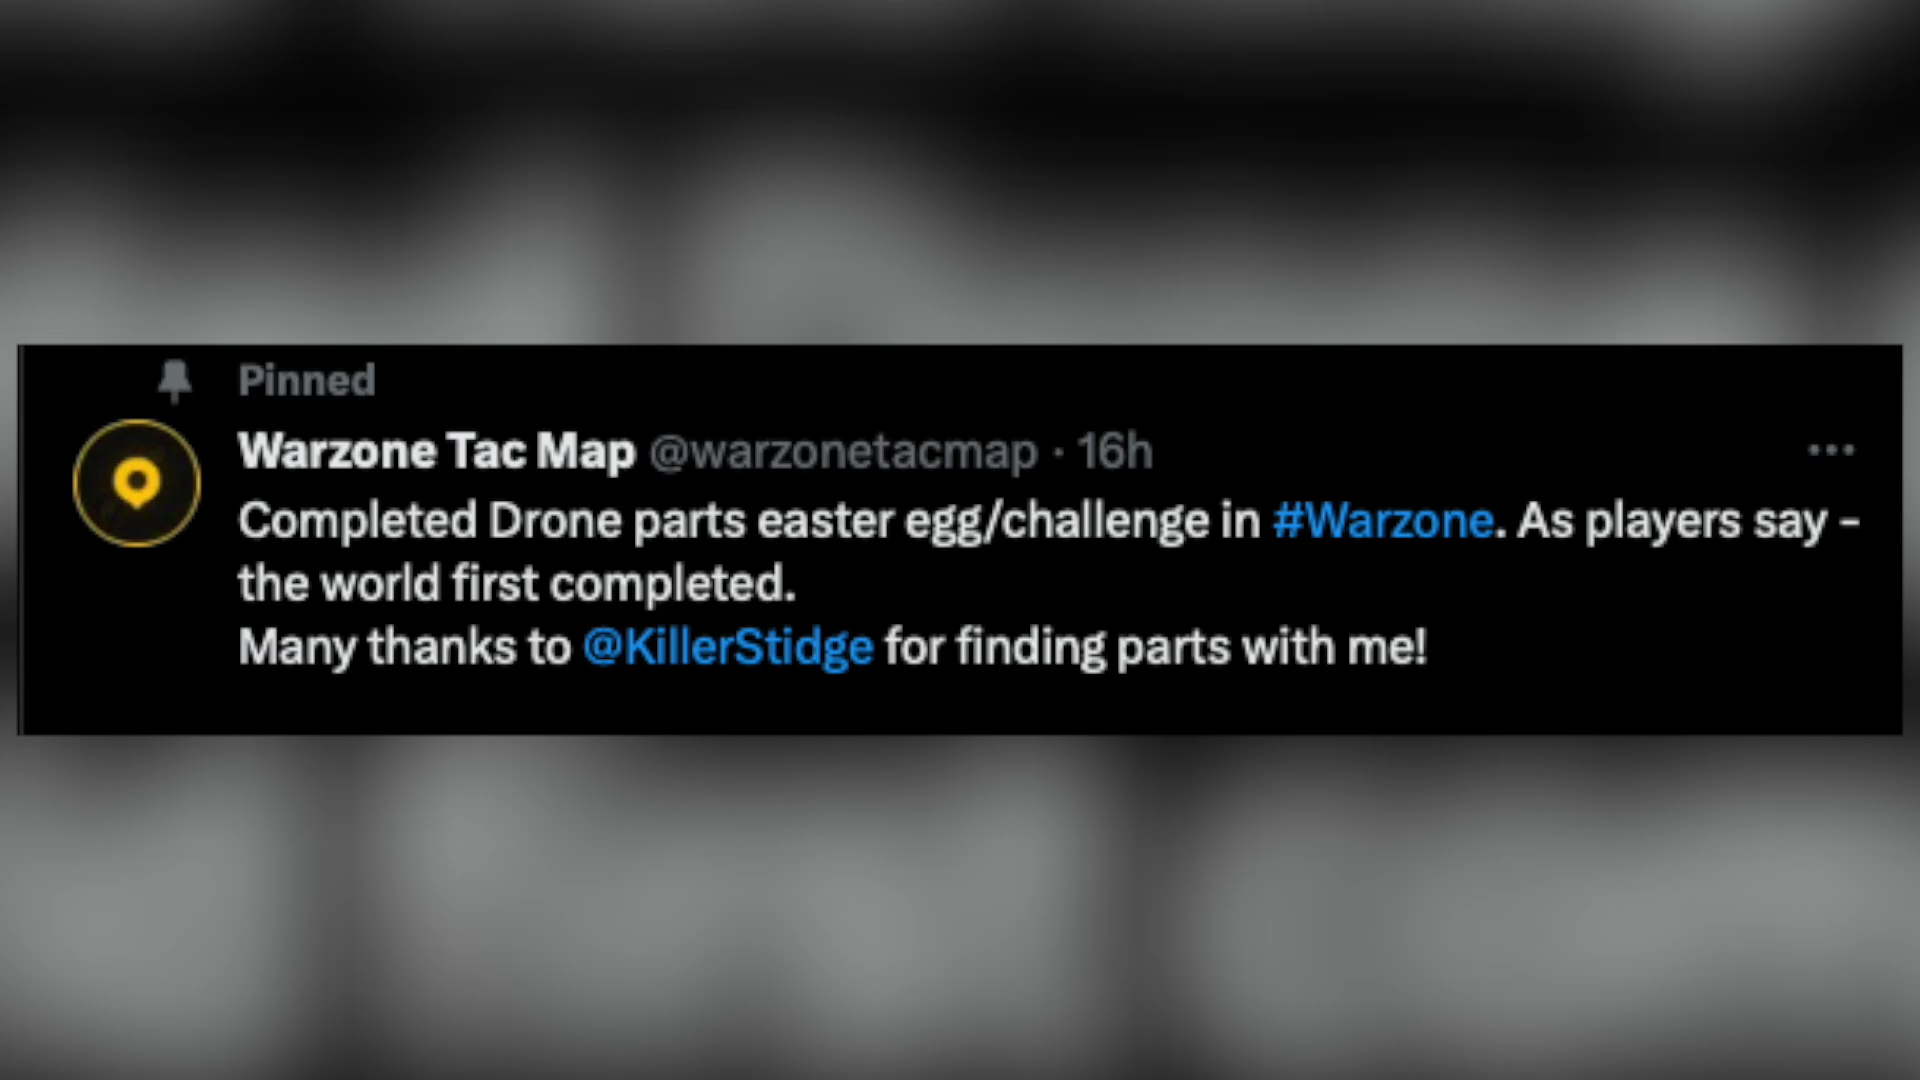 Pinned
Warzone Tac Map @warzonetacmap · 16h
Completed Drone parts easter egg/challenge in #Warzone. As players say –
the world first completed.
Many thanks to @KillerStidge for finding parts with me!